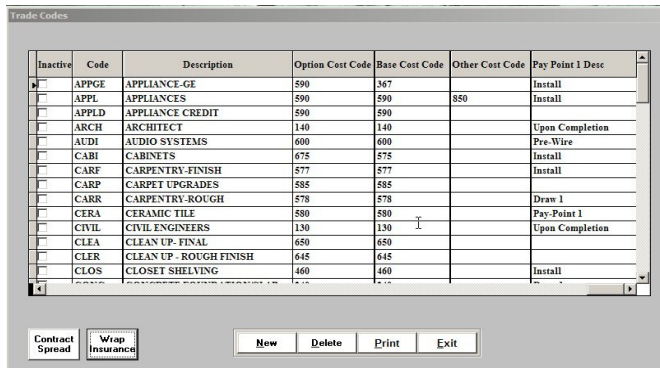 Trade Codes
Inactive Code Description Option Cost Code Base Cost Code Other Cost Code Pay Point 1 Desc
APPGE APPLIANCE-GE 590 367 Install
APPL APPLIANCES 590 590 850 Install
APPLD APPLIANCE CREDIT 590 590
ARCH ARCHITECT 140 140 Upon Completion
AUDI AUDIO SYSTEMS 600 600 Pre-Wire
CABI CABINETS 675 575 Install
CARF CARPENTRY-FINISH 577 577 Install
CARP CARPET UPGRADES 585 585
CARR CARPENTRY-ROUGH 578 578 Draw 1
CERA CERAMIC TILE 580 580 Pay-Point 1
CIVIL CIVIL ENGINEERS 130 130 Upon Completion
CLEA CLEAN UP- FINAL 650 650
CLER CLEAN UP - ROUGH FINISH 645 645
CLOS CLOSET SHELVING 460 460 Install
Contract Spread
Wrap Insurance
New Delete Print Exit